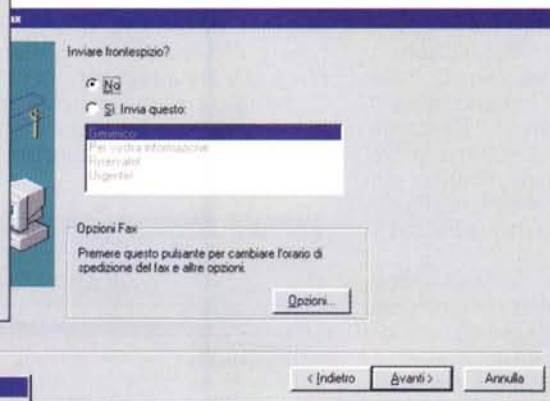 ax
Inviare frontespizio?
No
Sì Invia questo:
Generico!
Per vostra informazione
Riservato!
Urgente!
Opzioni Fax
Premere questo pulsante per cambiare l'orario di
spedizione del fax e altre opzioni.
Opzioni...
< Indietro
Avanti >
Annulla